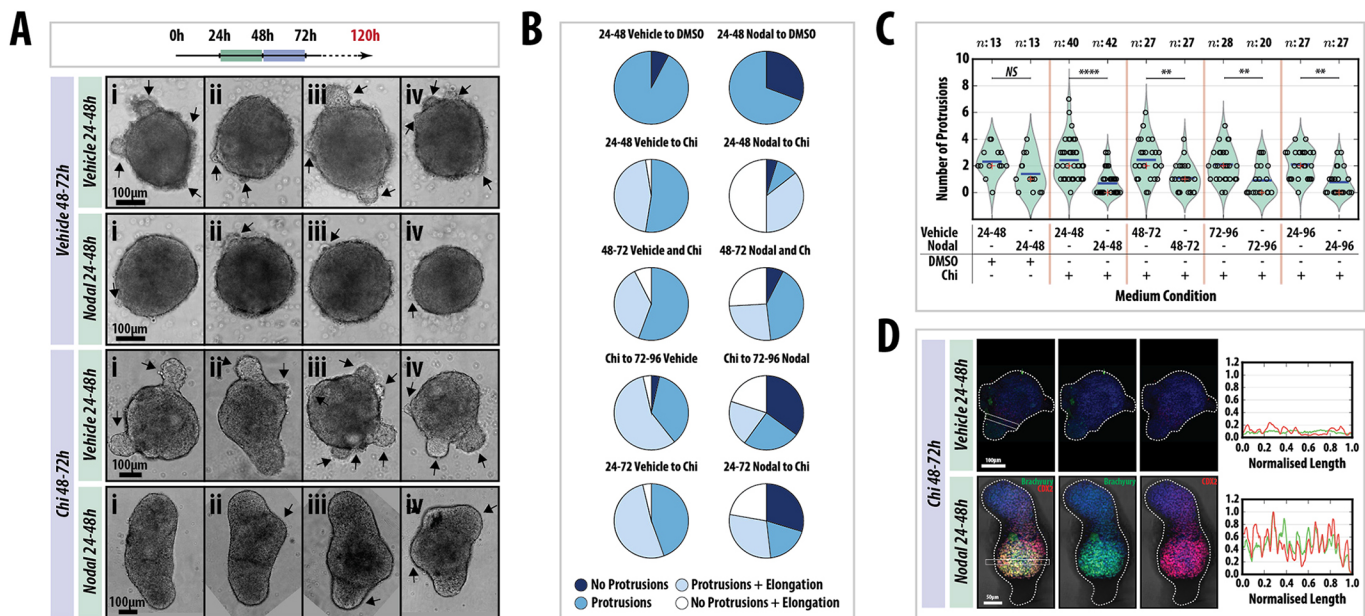 A
0h 24h 48h 72h 120h
Vehicle 48-72h
Vehicle 24-48h
i ii iii iv
100µm
Nodal 24-48h
i ii iii iv
100µm
Chi 48-72h
Vehicle 24-48h
i ii iii iv
100µm
Nodal 24-48h
i ii iii iv
100µm
B
24-48 Vehicle to DMSO 24-48 Nodal to DMSO
24-48 Vehicle to Chi 24-48 Nodal to Chi
48-72 Vehicle and Chi 48-72 Nodal and Ch
Chi to 72-96 Vehicle Chi to 72-96 Nodal
24-72 Vehicle to Chi 24-72 Nodal to Chi
No Protrusions Protrusions + Elongation
Protrusions No Protrusions + Elongation
C
n: 13 n: 13 n: 40 n: 42 n: 27 n: 27 n: 28 n: 20 n: 27 n: 27
Number of Protrusions
10
8
6
4
2
0
NS **** ** ** **
Vehicle 24-48 - 24-48 - 48-72 - 72-96 - 24-96 -
Nodal - 24-48 - 24-48 - 48-72 - 72-96 - 24-96
DMSO + + - - - - - - - -
Chi - - + + + + + + + +
Medium Condition
D
Chi 48-72h
Vehicle 24-48h
100µm
1.2
1.0
0.8
0.6
0.4
0.2
0.0
0.0 0.2 0.4 0.6 0.8 1.0
Normalised Length
Nodal 24-48h
Brachyury
CDX2
50µm
Brachyury
CDX2
1.2
1.0
0.8
0.6
0.4
0.2
0.0
0.0 0.2 0.4 0.6 0.8 1.0
Normalised Length